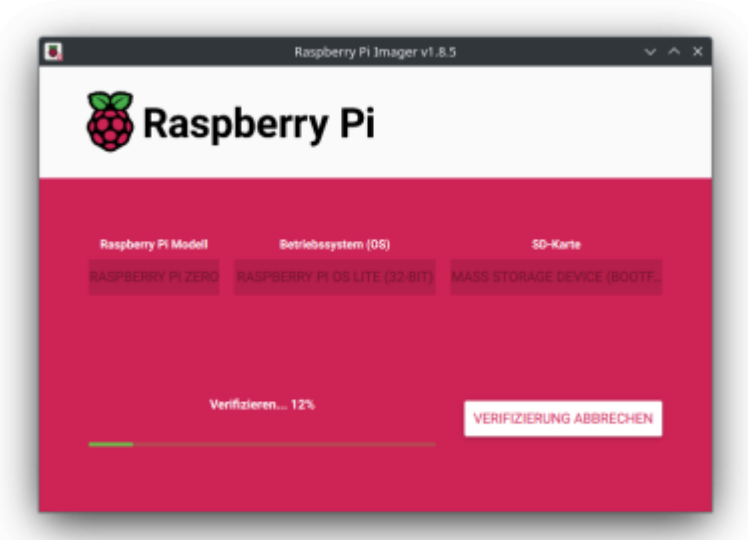 Raspberry Pi Imager v1.8.5
Raspberry Pi
Raspberry Pi Modell
Betriebssystem (OS)
SD-Karte
RASPBERRY PI ZERO
RASPBERRY PI OS LITE (32-BIT)
MASS STORAGE DEVICE (BOOTF...
Verifizieren... 12%
VERIFIZIERUNG ABBRECHEN